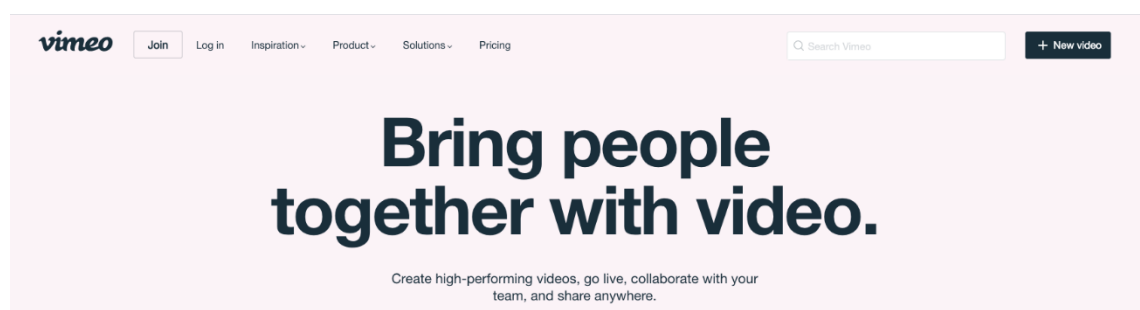 vimeo Join Log in Inspiration Product Solutions Pricing Search Vimeo + New video
Bring people
together with video.
Create high-performing videos, go live, collaborate with your
team, and share anywhere.